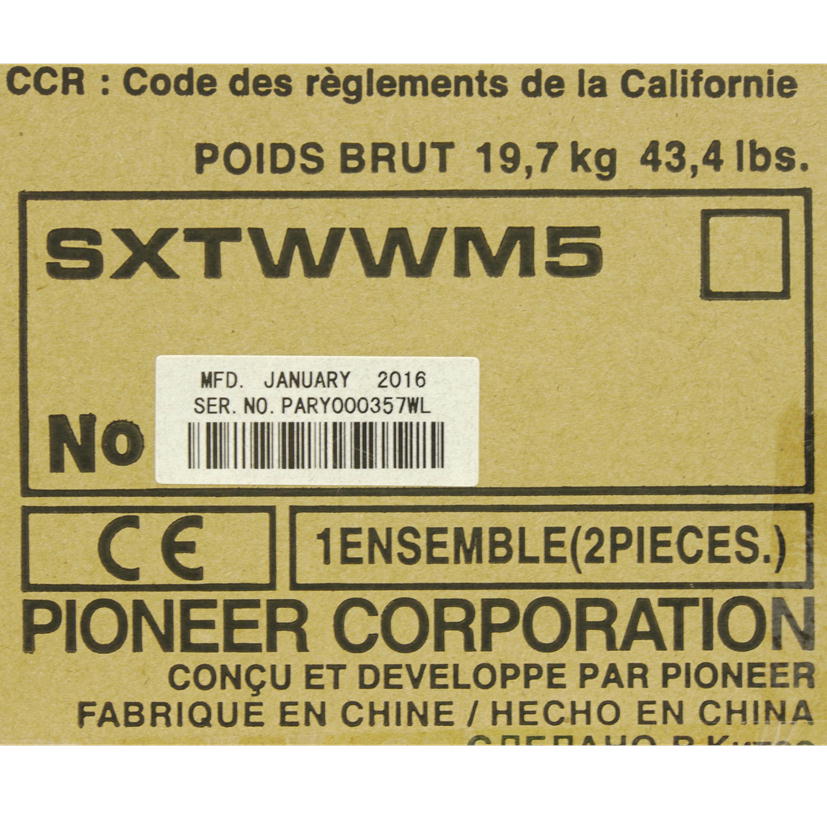 CCR : Code des règlements de la Californie
POIDS BRUT 19,7 kg 43,4 lbs.
SXTWWM5
MFD. JANUARY 2016
SER. NO. PARY000357WL
No
CE
1ENSEMBLE(2PIECES.)
PIONEER CORPORATION
CONÇU ET DEVELOPPE PAR PIONEER
FABRIQUE EN CHINE / HECHO EN CHINA